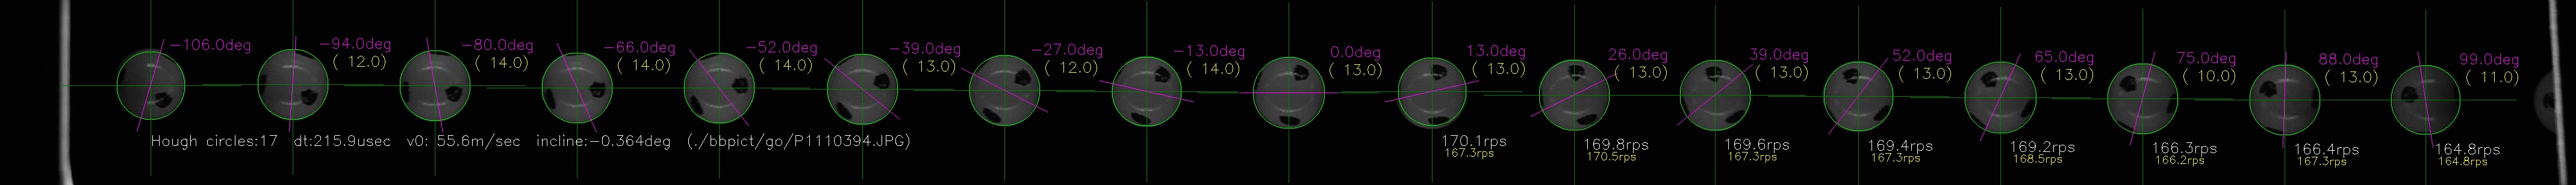 −106.0deg −94.0deg −80.0deg −66.0deg −52.0deg −39.0deg −27.0deg −13.0deg 0.0deg 13.0deg 26.0deg 39.0deg 52.0deg 65.0deg 75.0deg 88.0deg 99.0deg
( 12.0) ( 14.0) ( 14.0) ( 14.0) ( 13.0) ( 12.0) ( 14.0) ( 13.0) ( 13.0) ( 13.0) ( 13.0) ( 13.0) ( 13.0) ( 10.0) ( 13.0) ( 11.0)
Hough circles:17 dt:215.9usec v0: 55.6m/sec incline:−0.364deg (./bbpict/go/P1110394.JPG)
170.1rps 169.8rps 169.6rps 169.4rps 169.2rps 166.3rps 166.4rps 164.8rps
167.3rps 170.5rps 167.3rps 167.3rps 168.5rps 166.2rps 167.3rps 164.8rps